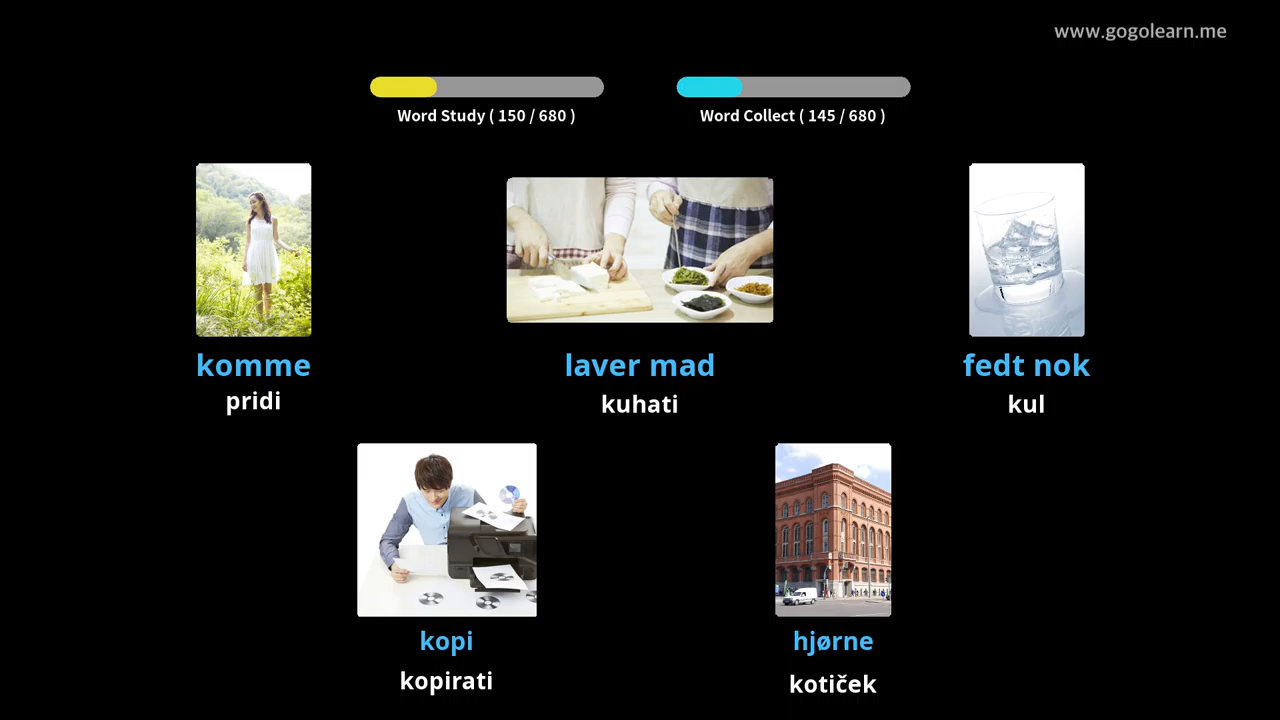 www.gogolearn.me
Word Study ( 150 / 680 )
Word Collect ( 145 / 680 )
komme
pridi
laver mad
kuhati
fedt nok
kul
kopi
kopirati
hjørne
kotiček